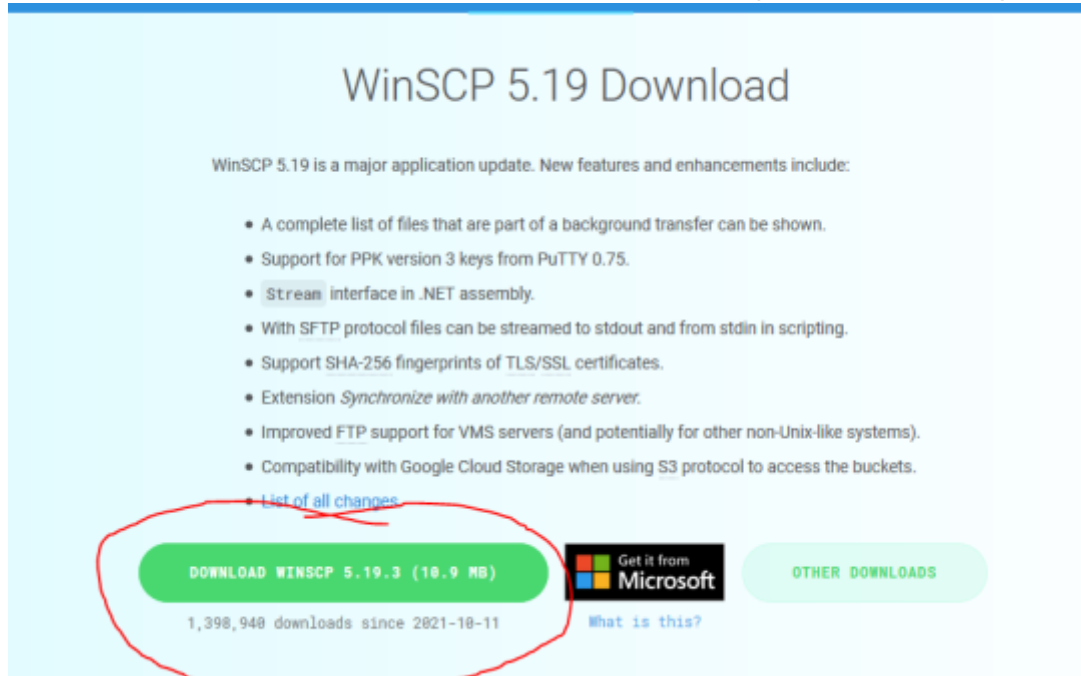 WinSCP 5.19 Download
WinSCP 5.19 is a major application update. New features and enhancements include:
• A complete list of files that are part of a background transfer can be shown.
• Support for PPK version 3 keys from PuTTY 0.75.
• Stream interface in .NET assembly.
• With SFTP protocol files can be streamed to stdout and from stdin in scripting.
• Support SHA-256 fingerprints of TLS/SSL certificates.
• Extension Synchronize with another remote server.
• Improved FTP support for VMS servers (and potentially for other non-Unix-like systems).
• Compatibility with Google Cloud Storage when using S3 protocol to access the buckets.
• List of all changes
DOWNLOAD WINSCP 5.19.3 (10.9 MB)
1,398,940 downloads since 2021-10-11
Get it from
Microsoft
What is this?
OTHER DOWNLOADS